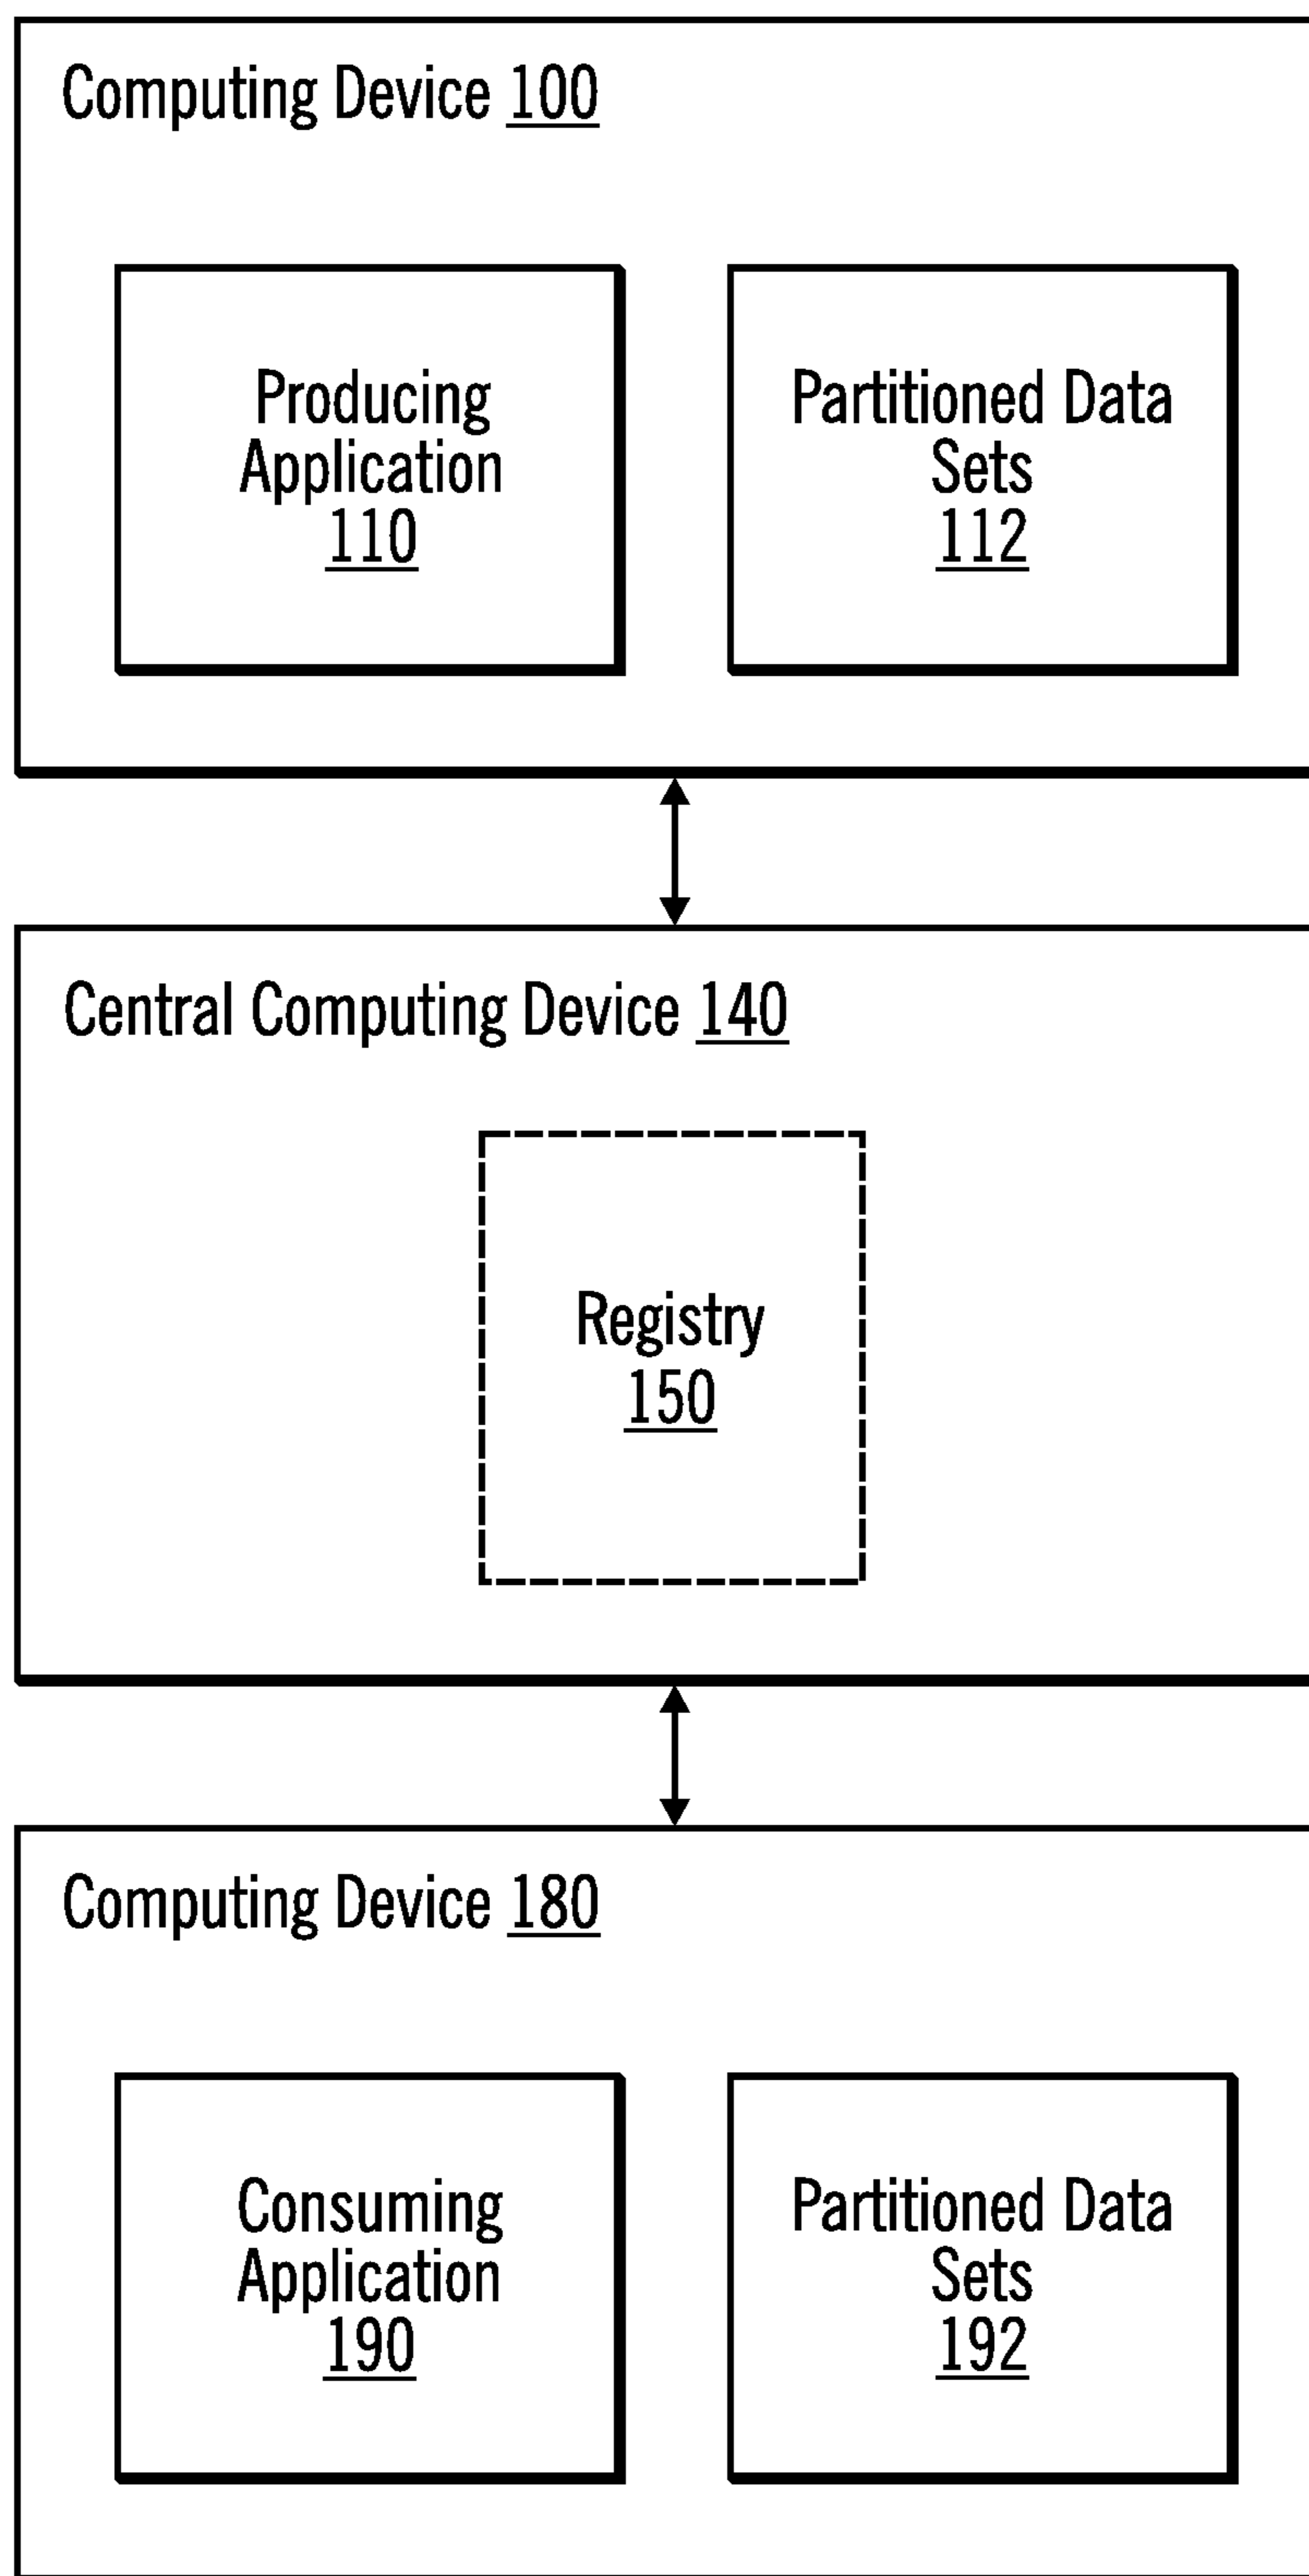 Computing Device 100
Producing
Application
110
Partitioned Data
Sets
112
Central Computing Device 140
Registry
150
Computing Device 180
Consuming
Application
190
Partitioned Data
Sets
192